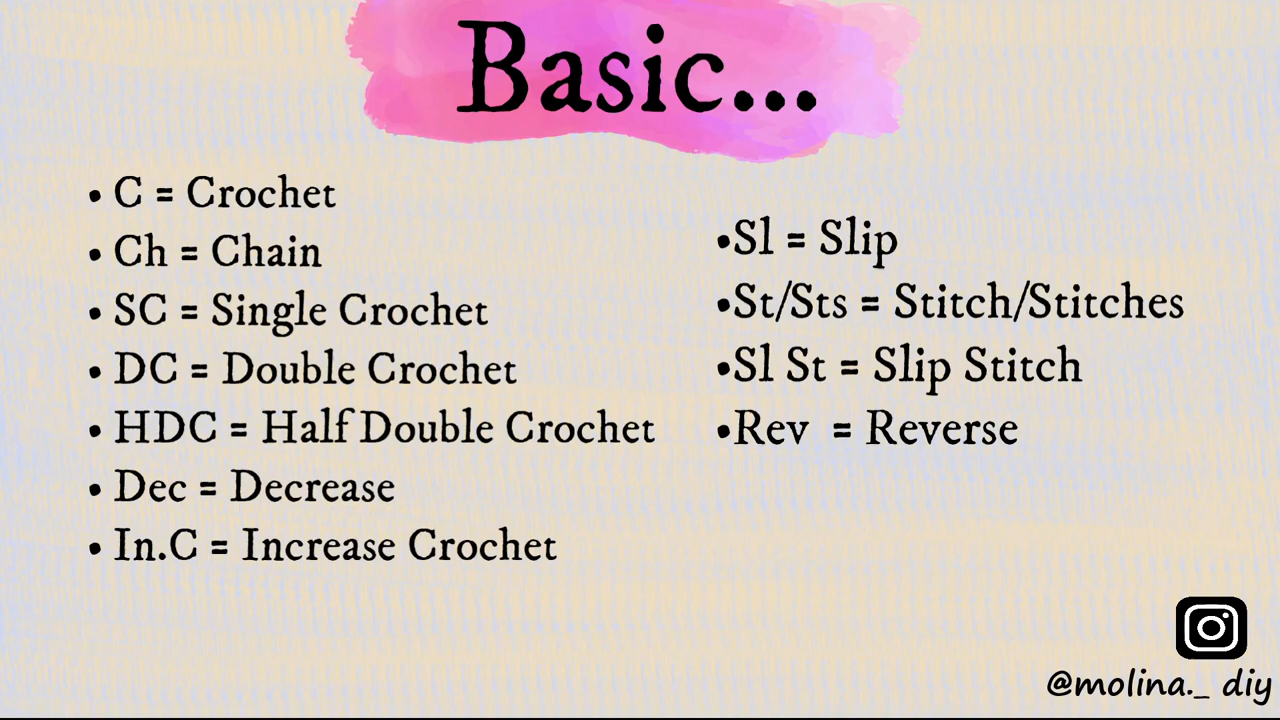 Basic...
• C = Crochet
• Ch = Chain
• SC = Single Crochet
• DC = Double Crochet
• HDC = Half Double Crochet
• Dec = Decrease
• In.C = Increase Crochet
•Sl = Slip
•St/Sts = Stitch/Stitches
•Sl St = Slip Stitch
•Rev = Reverse
@molina._ diy